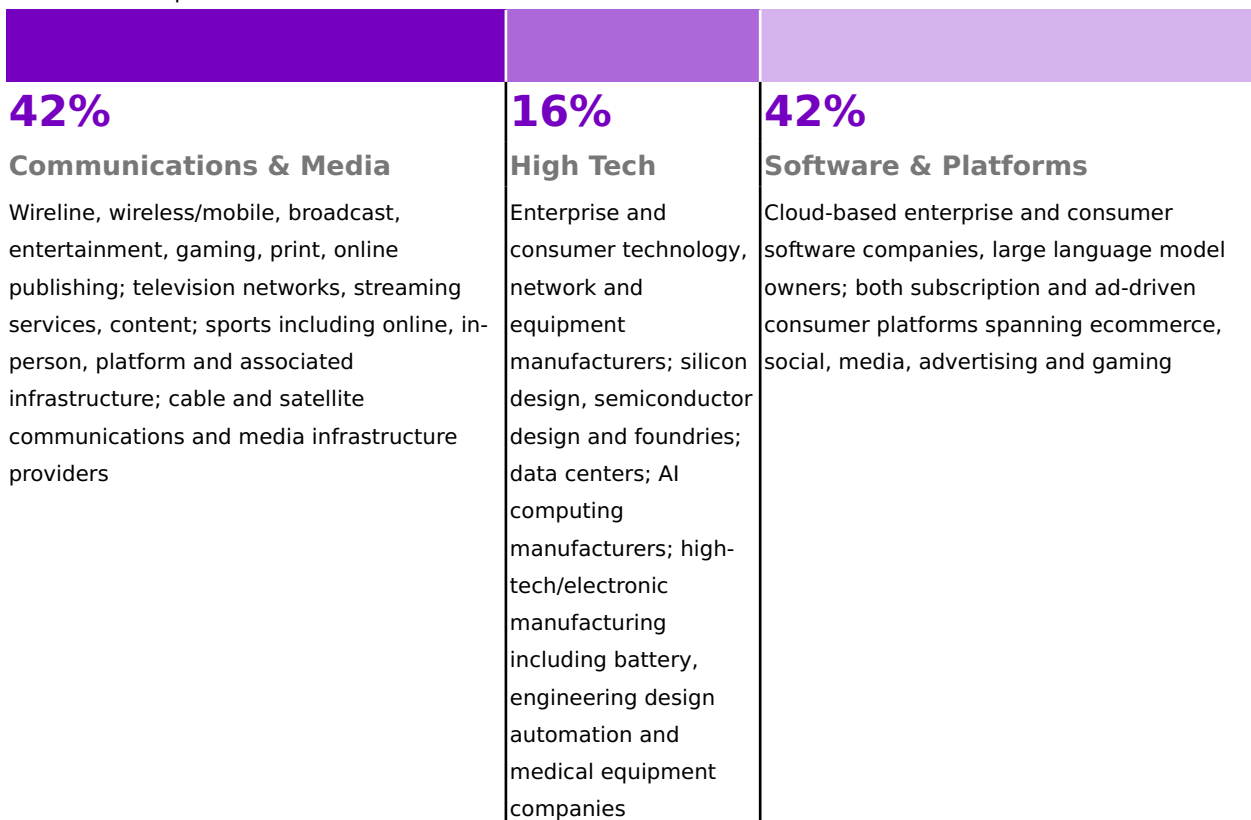 42%
Communications & Media
Wireline, wireless/mobile, broadcast,
entertainment, gaming, print, online
publishing; television networks, streaming
services, content; sports including online, in-
person, platform and associated
infrastructure; cable and satellite
communications and media infrastructure
providers
16%
High Tech
Enterprise and
consumer technology,
network and
equipment
manufacturers; silicon
design, semiconductor
design and foundries;
data centers; AI
computing
manufacturers; high-
tech/electronic
manufacturing
including battery,
engineering design
automation and
medical equipment
companies
42%
Software & Platforms
Cloud-based enterprise and consumer
software companies, large language model
owners; both subscription and ad-driven
consumer platforms spanning ecommerce,
social, media, advertising and gaming